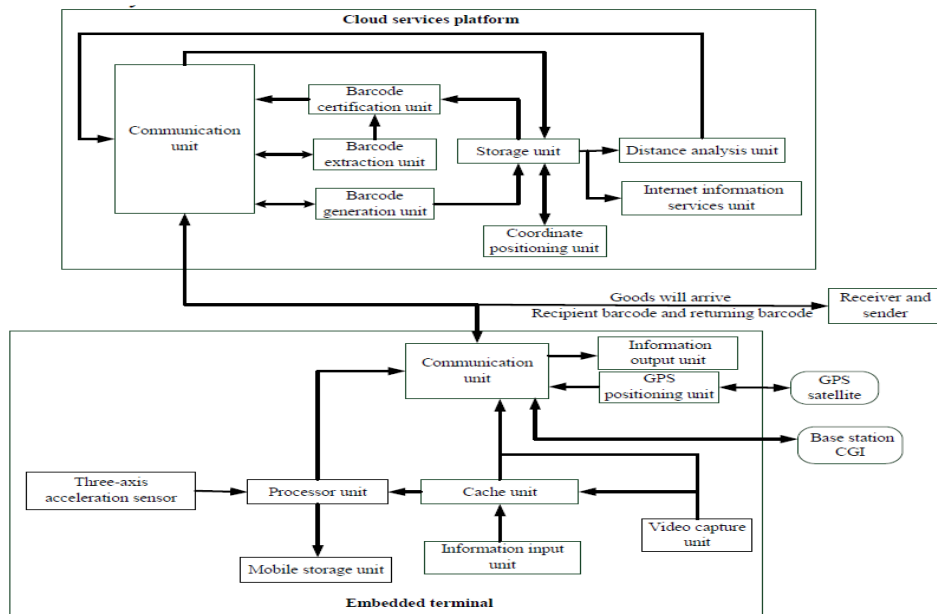 Cloud services platform
Communication
unit
Barcode
certification unit
Barcode
extraction unit
Barcode
generation unit
Storage unit
Distance analysis unit
Internet information
services unit
Coordinate
positioning unit
Goods will arrive
Recipient barcode and returning barcode
Receiver and
sender
Communication
unit
Information
output unit
GPS
positioning unit
GPS
satellite
Base station
CGI
Three-axis
acceleration sensor
Processor unit
Cache unit
Video capture
unit
Information input
unit
Mobile storage unit
Embedded terminal